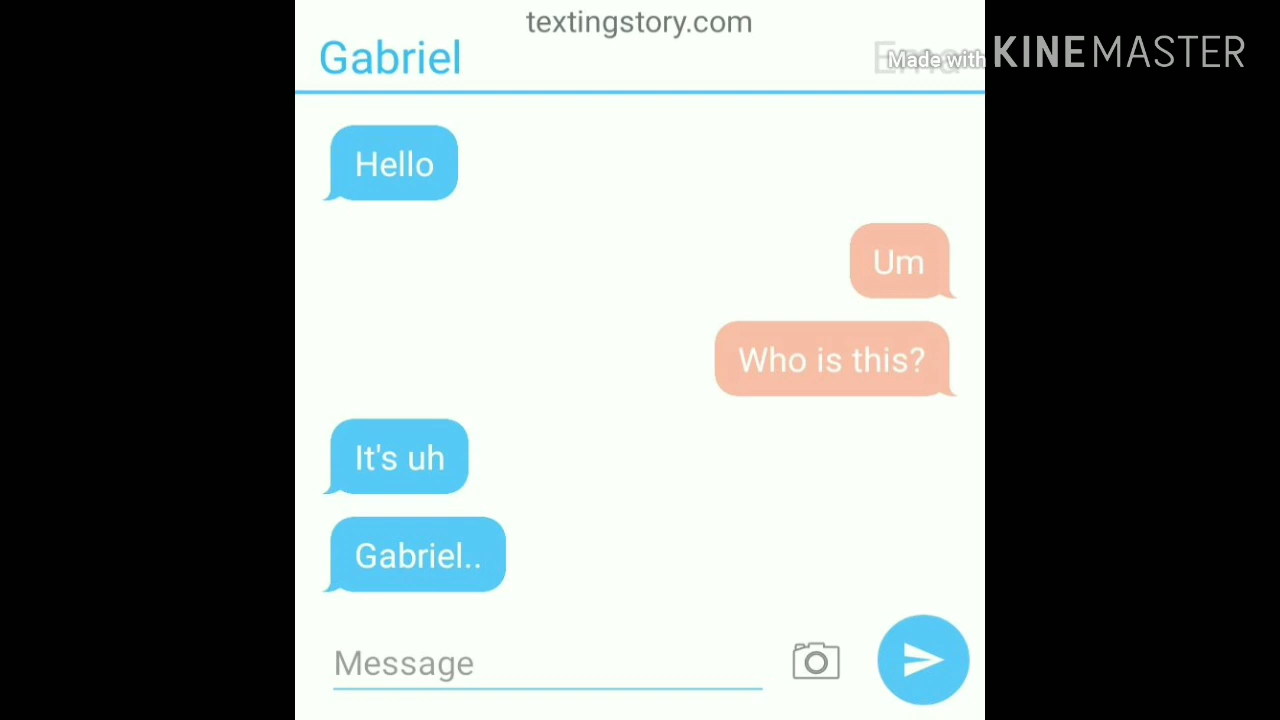 textingstory.com
Gabriel
Made with KINEMASTER
Hello
Um
Who is this?
It's uh
Gabriel..
Message